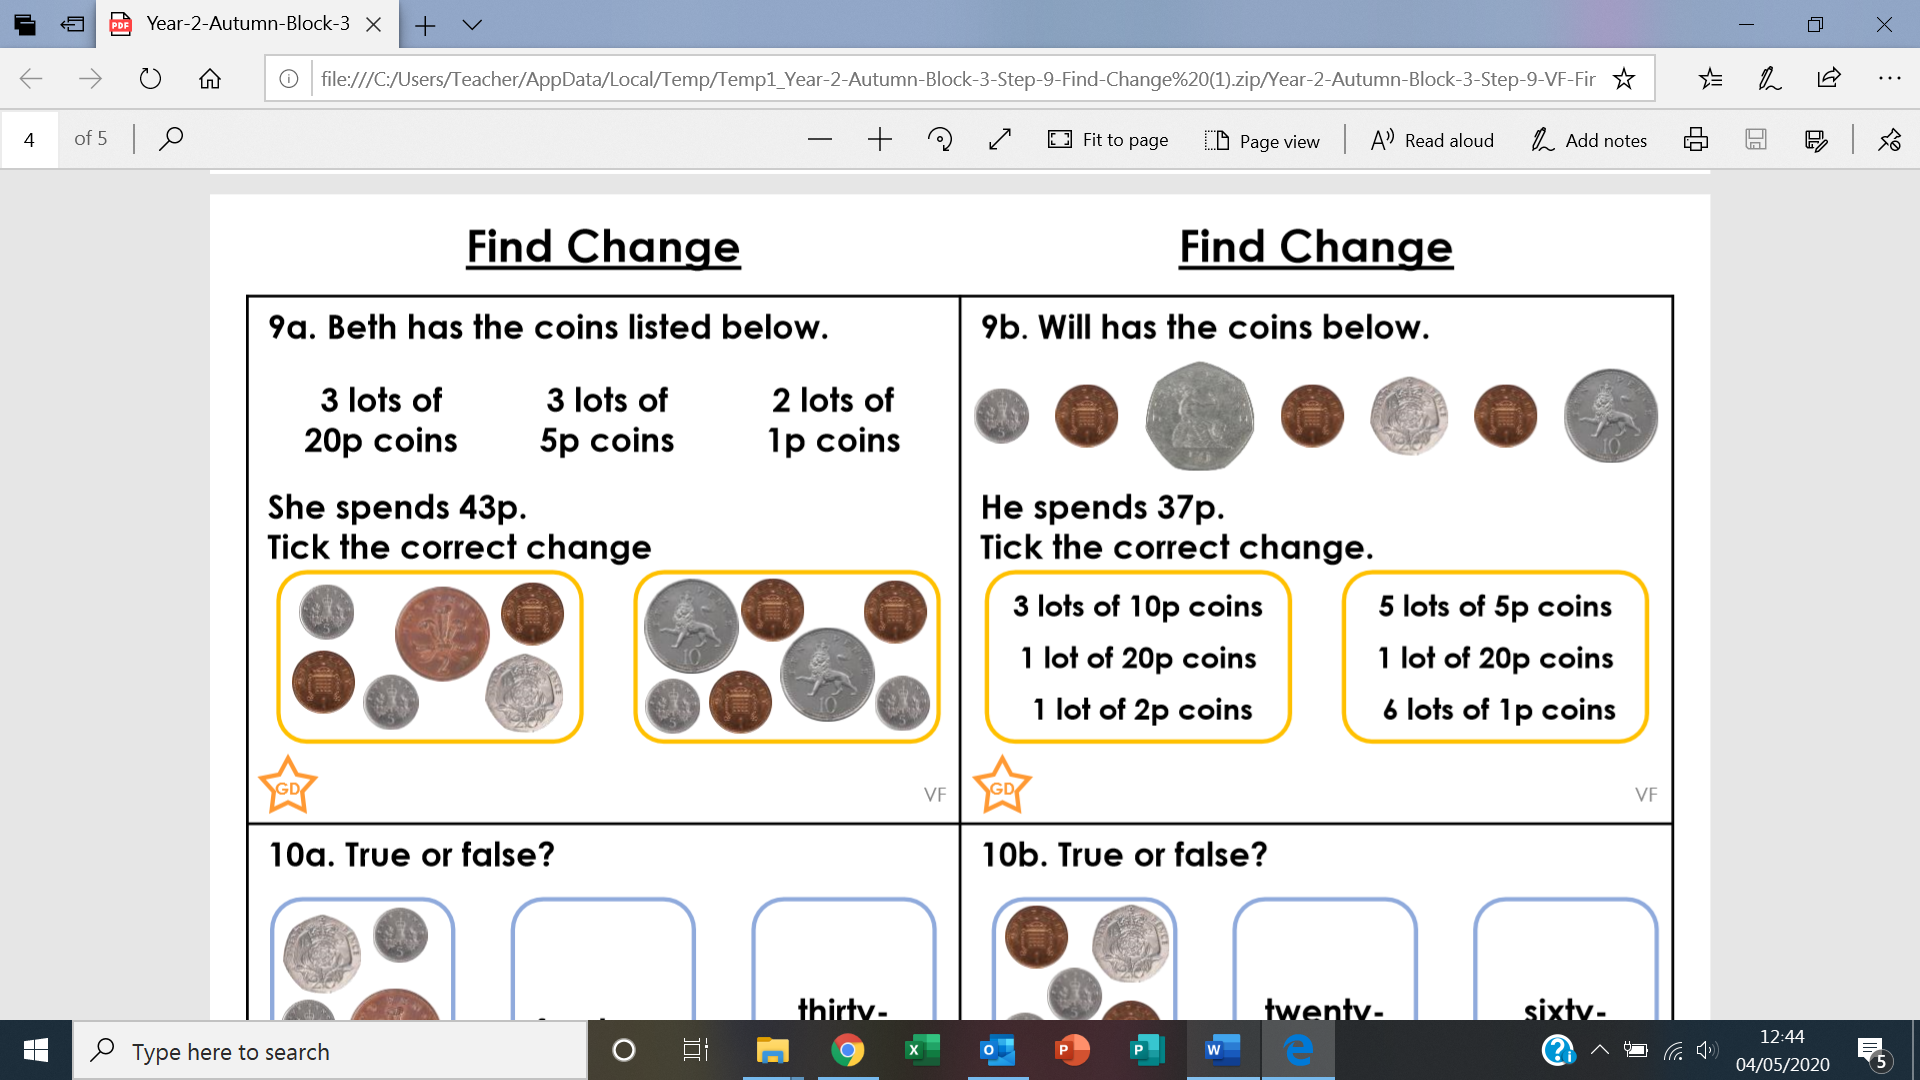 Year-2-Autumn-Block-3
file:///C:/Users/Teacher/AppData/Local/Temp/Temp1_Year-2-Autumn-Block-3-Step-9-Find-Change%20(1).zip/Year-2-Autumn-Block-3-Step-9-VF-Fir
4 of 5
Fit to page
Page view
Read aloud
Add notes
Find Change
9a. Beth has the coins listed below.
3 lots of
20p coins
3 lots of
5p coins
2 lots of
1p coins
She spends 43p.
Tick the correct change
GD
VF
Find Change
9b. Will has the coins below.
He spends 37p.
Tick the correct change.
3 lots of 10p coins
1 lot of 20p coins
1 lot of 2p coins
5 lots of 5p coins
1 lot of 20p coins
6 lots of 1p coins
GD
VF
10a. True or false?
thirty-
10b. True or false?
twenty-
sixty-
Type here to search
12:44
04/05/2020
5